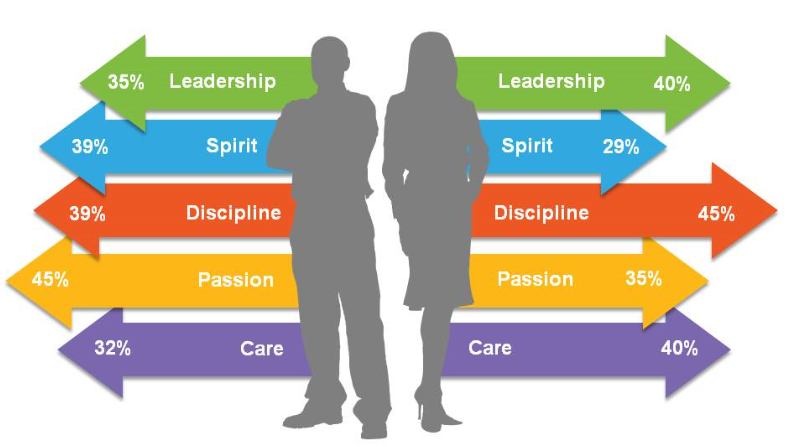 35% Leadership Leadership 40%
39% Spirit Spirit 29%
39% Discipline Discipline 45%
45% Passion Passion 35%
32% Care Care 40%